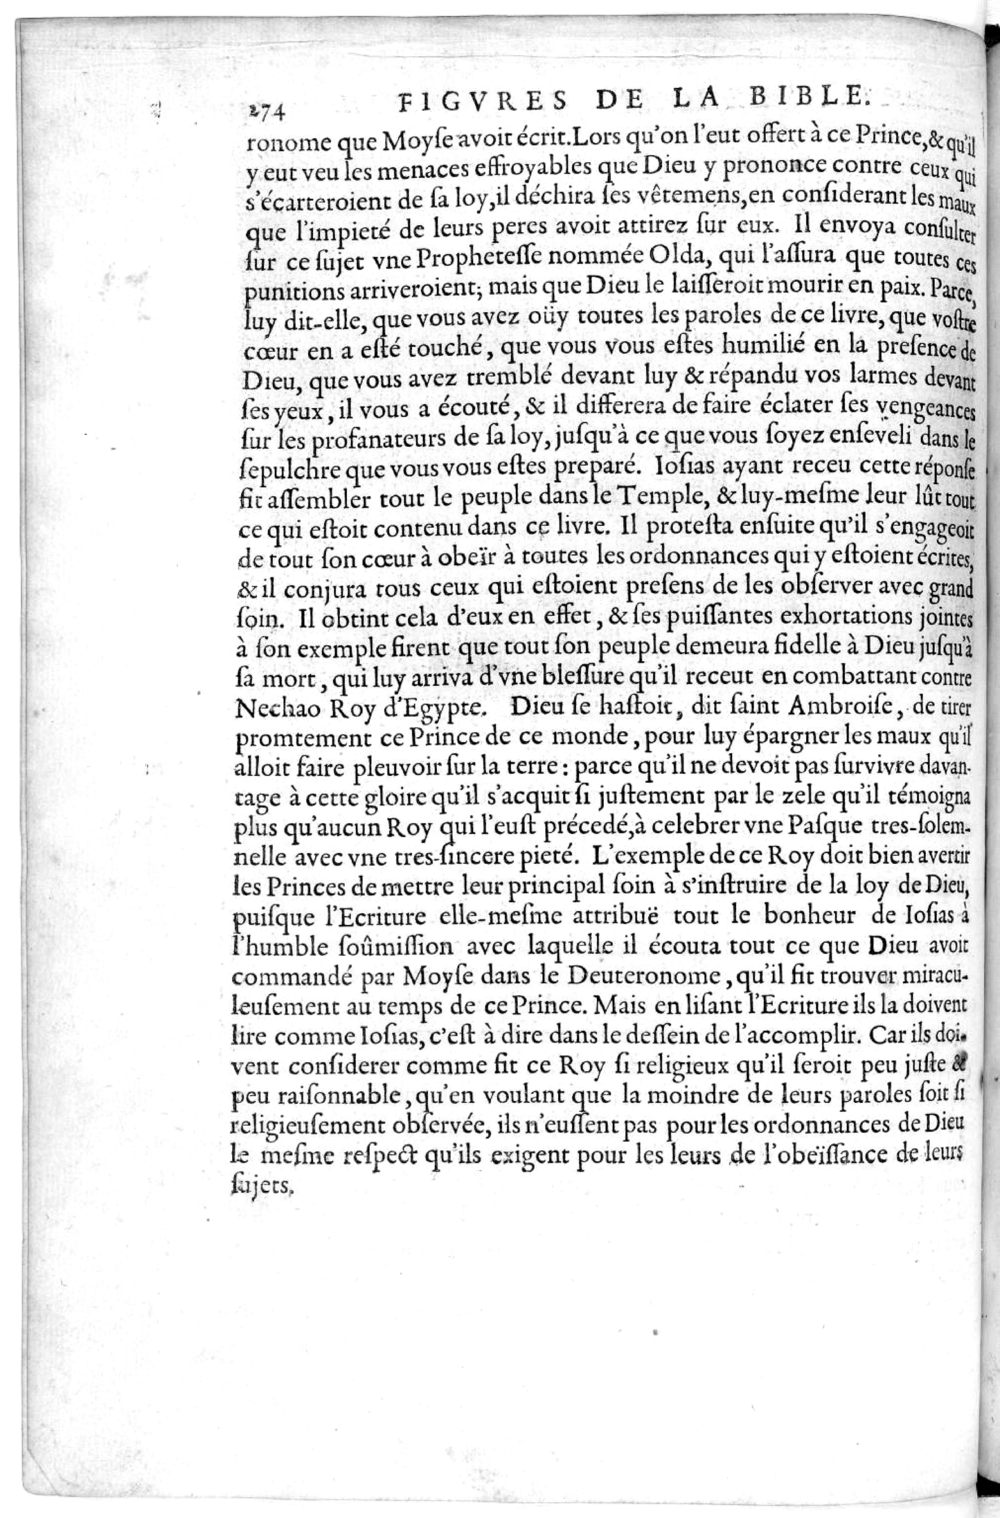 274 FIGVRES DE LA BIBLE.
ronome que Moyſe avoit écrit. Lors qu'on l'eut offert à ce Prince, & qu'il
y eut veu les menaces effroyables que Dieu y prononce contre ceux qui
s'écarteroient de ſa loy, il déchira ſes vêtemens, en conſiderant les maux
que l'impieté de leurs peres avoit attirez ſur eux. Il envoya conſulter
ſur ce ſujet vne Propheteſſe nommée Olda, qui l'aſſura que toutes ces
punitions arriveroient; mais que Dieu le laiſſeroit mourir en paix. Parce,
luy dit-elle, que vous avez oüy toutes les paroles de ce livre, que voſtre
cœur en a eſté touché, que vous vous eſtes humilié en la preſence de
Dieu, que vous avez tremblé devant luy & répandu vos larmes devant
ſes yeux, il vous a écouté, & il differera de faire éclater ſes vengeances
ſur les profanateurs de ſa loy, juſqu'à ce que vous ſoyez enſeveli dans le
ſepulchre que vous vous eſtes preparé. Ioſias ayant receu cette réponſe
fit aſſembler tout le peuple dans le Temple, & luy-meſme leur lût tout
ce qui eſtoit contenu dans ce livre. Il proteſta enſuite qu'il s'engageoit
de tout ſon cœur à obeïr à toutes les ordonnances qui y eſtoient écrites,
& il conjura tous ceux qui eſtoient preſens de les obſerver avec grand
ſoin. Il obtint cela d'eux en effet, & ſes puiſſantes exhortations jointes
à ſon exemple firent que tout ſon peuple demeura fidelle à Dieu juſqu'à
ſa mort, qui luy arriva d'vne bleſſure qu'il receut en combattant contre
Nechao Roy d'Egypte. Dieu ſe haſtoit, dit ſaint Ambroiſe, de tirer
promtement ce Prince de ce monde, pour luy épargner les maux qu'il
alloit faire pleuvoir ſur la terre: parce qu'il ne devoit pas ſurvivre davan-
tage à cette gloire qu'il s'acquit ſi juſtement par le zele qu'il témoigna
plus qu'aucun Roy qui l'euſt précedé, à celebrer vne Paſque tres-ſolem-
nelle avec vne tres-ſincere pieté. L'exemple de ce Roy doit bien avertir
les Princes de mettre leur principal ſoin à s'inſtruire de la loy de Dieu,
puiſque l'Ecriture elle-meſme attribuë tout le bonheur de Ioſias à
l'humble ſoûmiſſion avec laquelle il écouta tout ce que Dieu avoit
commandé par Moyſe dans le Deuteronome, qu'il fit trouver miracu-
leuſement au temps de ce Prince. Mais en liſant l'Ecriture ils la doivent
lire comme Ioſias, c'eſt à dire dans le deſſein de l'accomplir. Car ils doi-
vent conſiderer comme fit ce Roy ſi religieux qu'il ſeroit peu juſte &
peu raiſonnable, qu'en voulant que la moindre de leurs paroles ſoit ſi
religieuſement obſervée, ils n'euſſent pas pour les ordonnances de Dieu
le meſme reſpect qu'ils exigent pour les leurs de l'obeïſſance de leurs
ſujets.